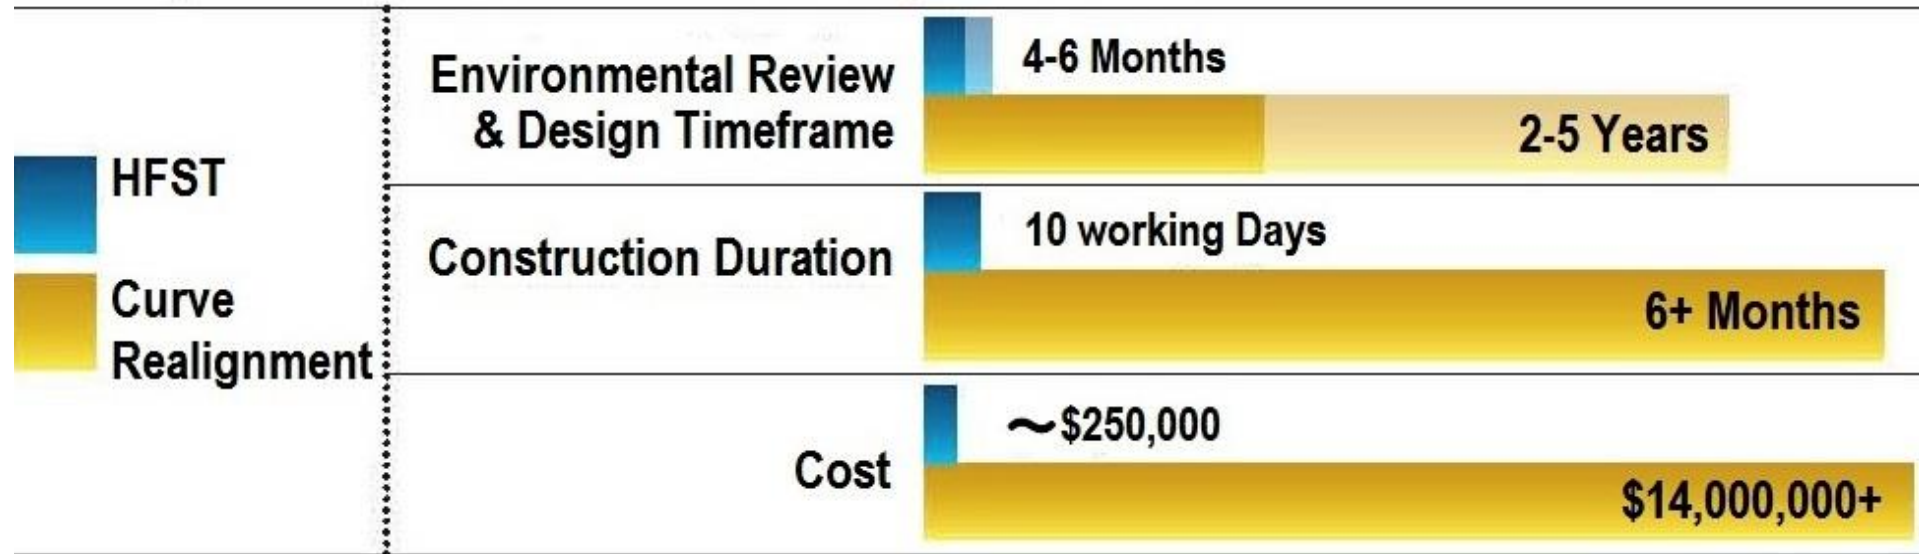 HFST
Curve
Realignment
Environmental Review
& Design Timeframe
4-6 Months
2-5 Years
Construction Duration
10 working Days
6+ Months
Cost
~$250,000
$14,000,000+